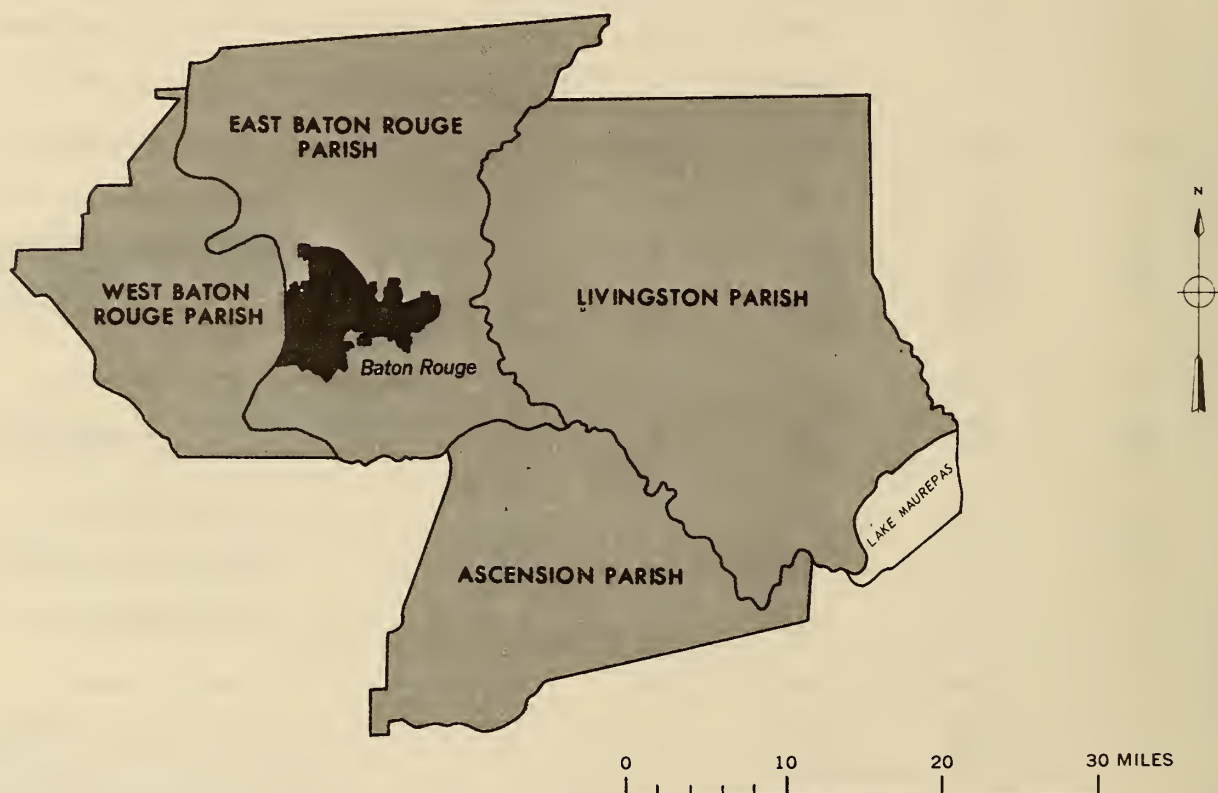 EAST BATON ROUGE
PARISH
WEST BATON
ROUGE PARISH
LIVINGSTON PARISH
Baton Rouge
ASCENSION PARISH
LAKE MAUREPAS
N
0 10 20 30 MILES